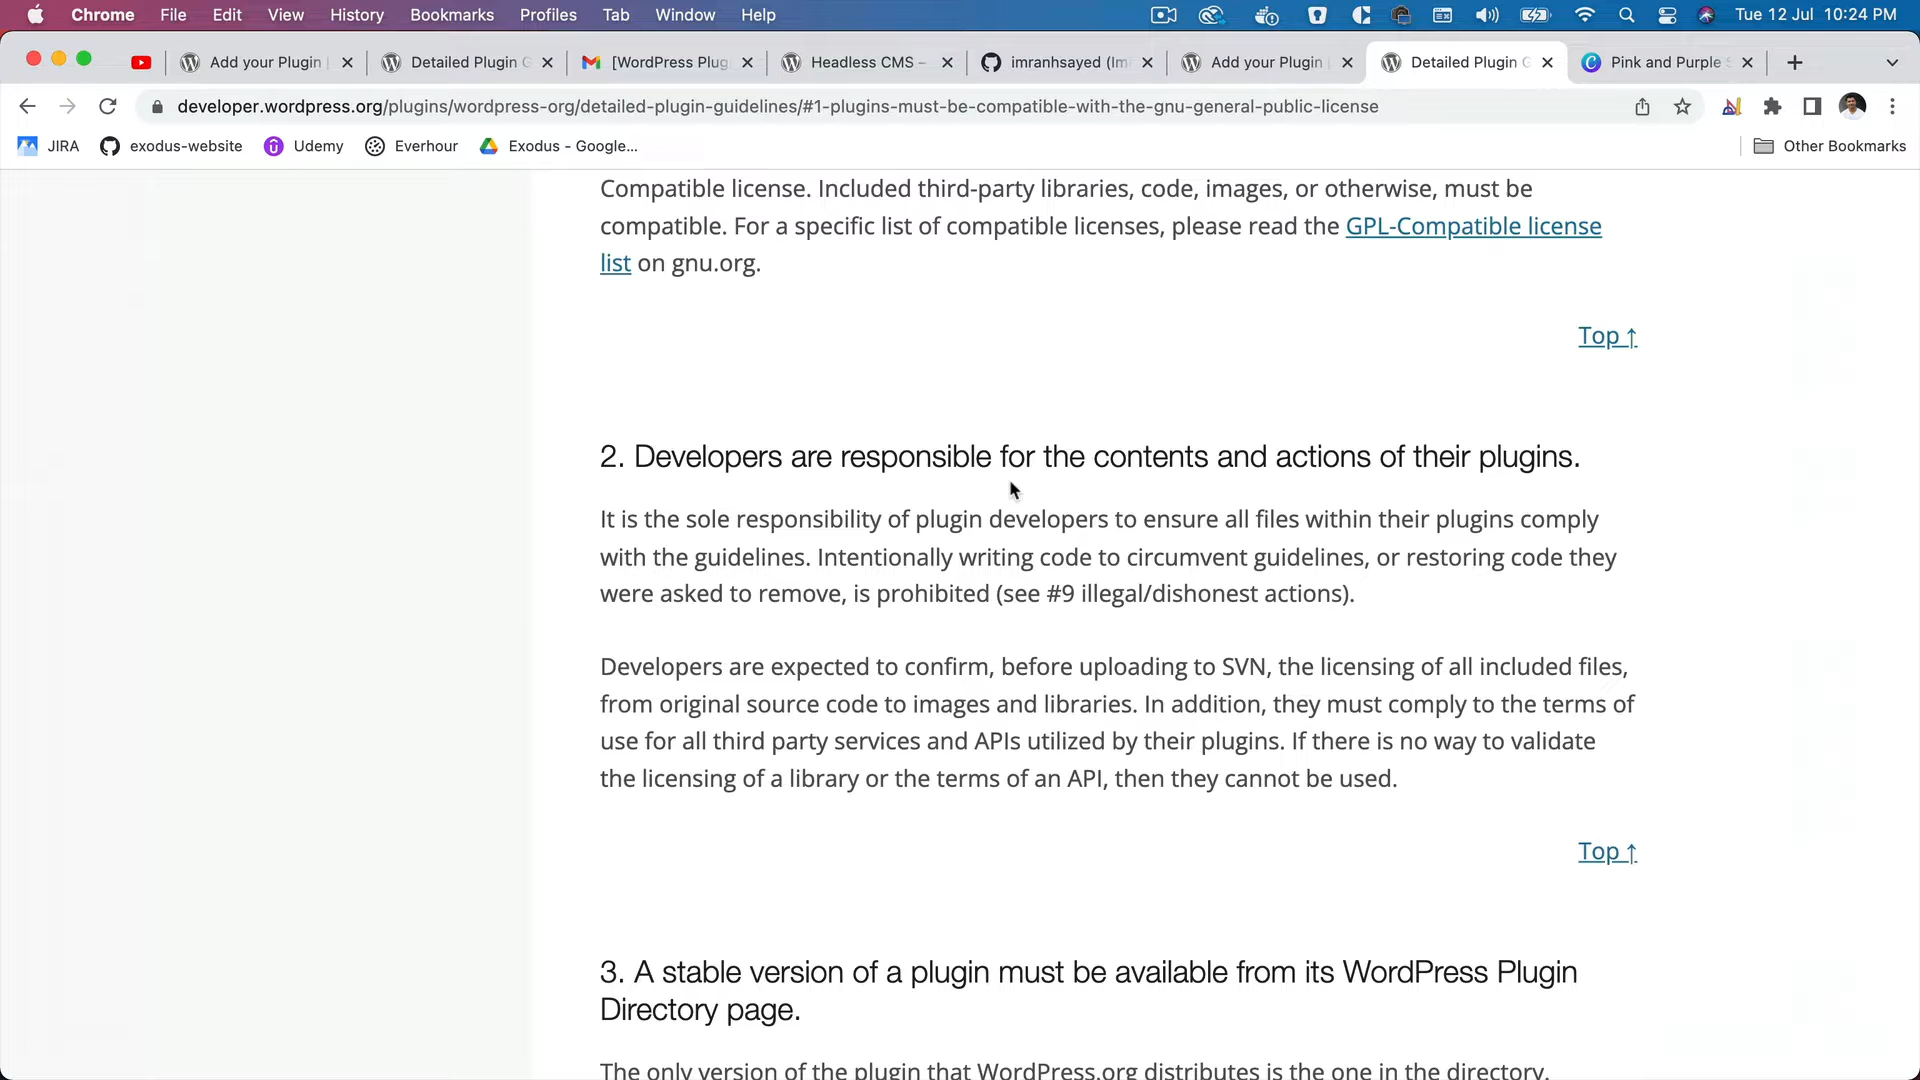 Chrome File Edit View History Bookmarks Profiles Tab Window Help Tue 12 Jul 10:24 PM
Add your Plugin Detailed Plugin G [WordPress Plug Headless CMS – imranhsayed (Im Add your Plugin Detailed Plugin G Pink and Purple S
developer.wordpress.org/plugins/wordpress-org/detailed-plugin-guidelines/#1-plugins-must-be-compatible-with-the-gnu-general-public-license
JIRA exodus-website Udemy Everhour Exodus - Google... Other Bookmarks
Compatible license. Included third-party libraries, code, images, or otherwise, must be
compatible. For a specific list of compatible licenses, please read the GPL-Compatible license
list on gnu.org.
Top ↑
2. Developers are responsible for the contents and actions of their plugins.
It is the sole responsibility of plugin developers to ensure all files within their plugins comply
with the guidelines. Intentionally writing code to circumvent guidelines, or restoring code they
were asked to remove, is prohibited (see #9 illegal/dishonest actions).
Developers are expected to confirm, before uploading to SVN, the licensing of all included files,
from original source code to images and libraries. In addition, they must comply to the terms of
use for all third party services and APIs utilized by their plugins. If there is no way to validate
the licensing of a library or the terms of an API, then they cannot be used.
Top ↑
3. A stable version of a plugin must be available from its WordPress Plugin
Directory page.
The only version of the plugin that WordPress.org distributes is the one in the directory.